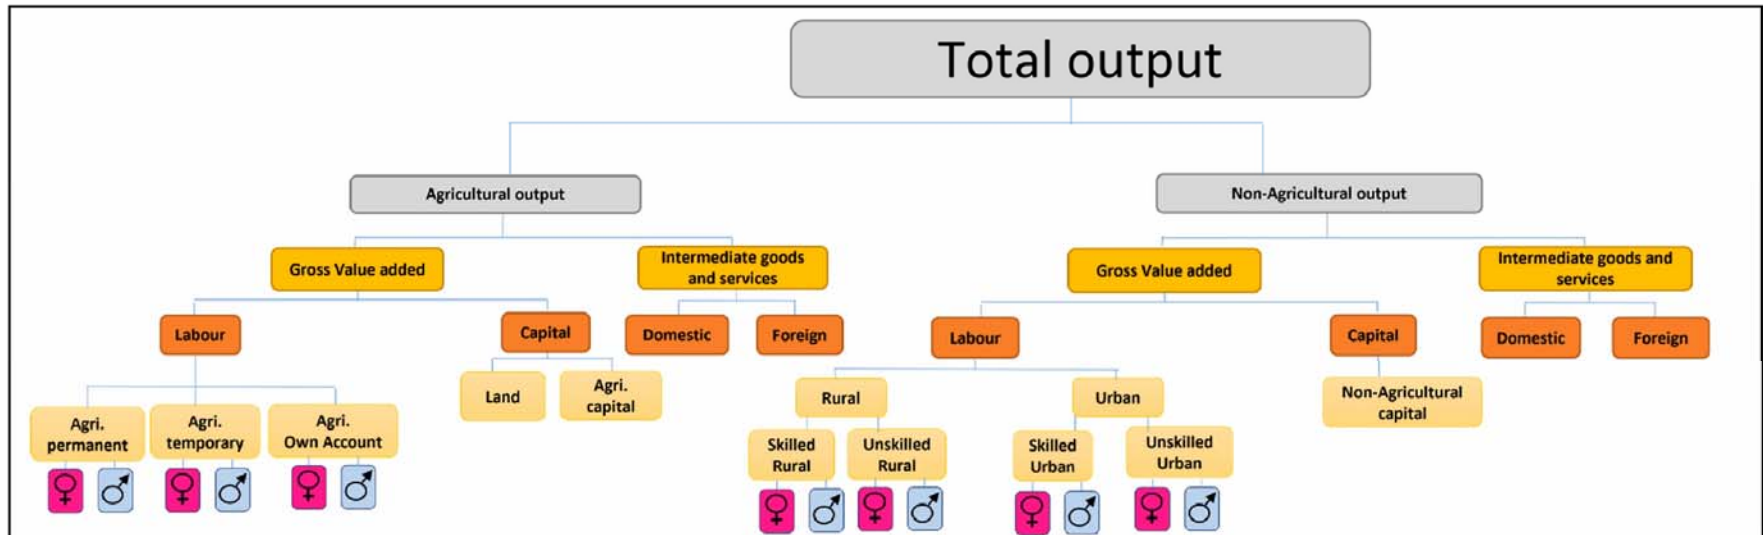 Total output
Agricultural output
Non-Agricultural output
Gross Value added
Intermediate goods
and services
Gross Value added
Intermediate goods and
services
Labour
Capital
Domestic
Foreign
Labour
Capital
Domestic
Foreign
Land
Agri.
capital
Rural
Urban
Non-Agricultural
capital
Agri.
permanent
Agri.
temporary
Agri.
Own Account
Skilled
Rural
Unskilled
Rural
Skilled
Urban
Unskilled
Urban